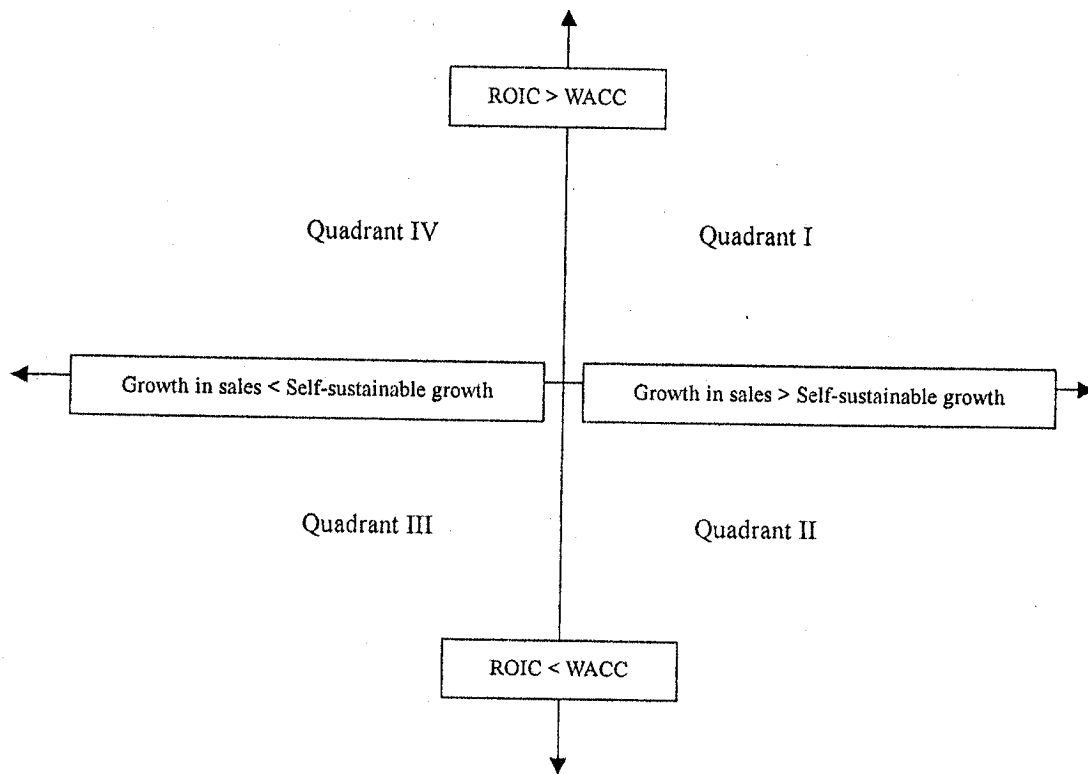 ROIC > WACC
Quadrant IV
Quadrant I
Growth in sales < Self-sustainable growth
Growth in sales > Self-sustainable growth
Quadrant III
Quadrant II
ROIC < WACC